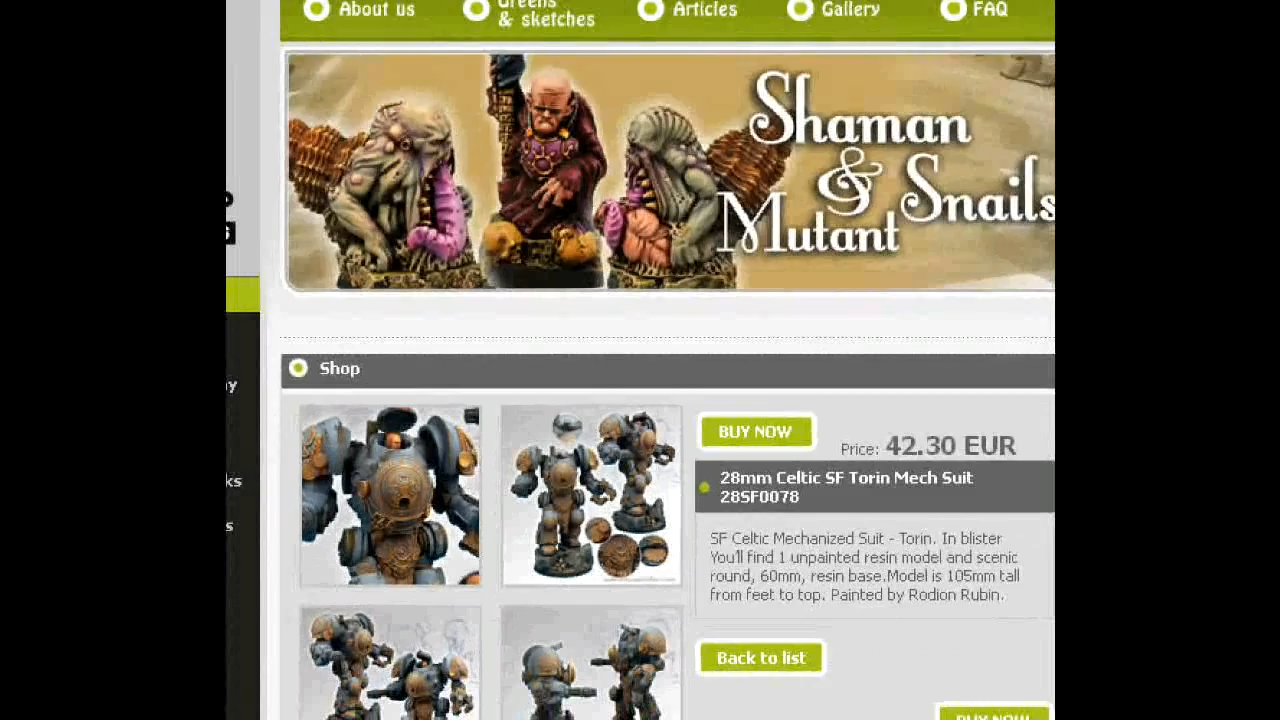 About us
Greens
& sketches
Articles
Gallery
FAQ
Shaman
& Snails
Mutant
Shop
BUY NOW
Price: 42.30 EUR
28mm Celtic SF Torin Mech Suit
28SF0078
SF Celtic Mechanized Suit - Torin. In blister
You'll find 1 unpainted resin model and scenic
round, 60mm, resin base.Model is 105mm tall
from feet to top. Painted by Rodion Rubin.
Back to list
BUY NOW